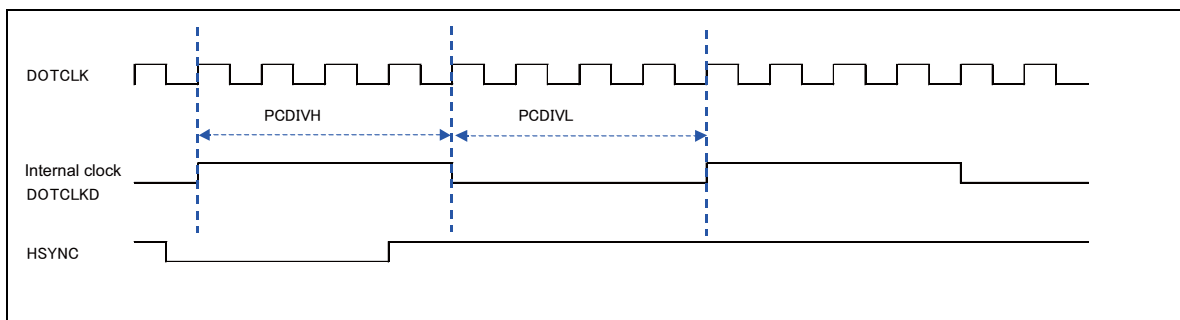 DOTCLK
PCDIVH
PCDIVL
Internal clock
DOTCLKD
HSYNC